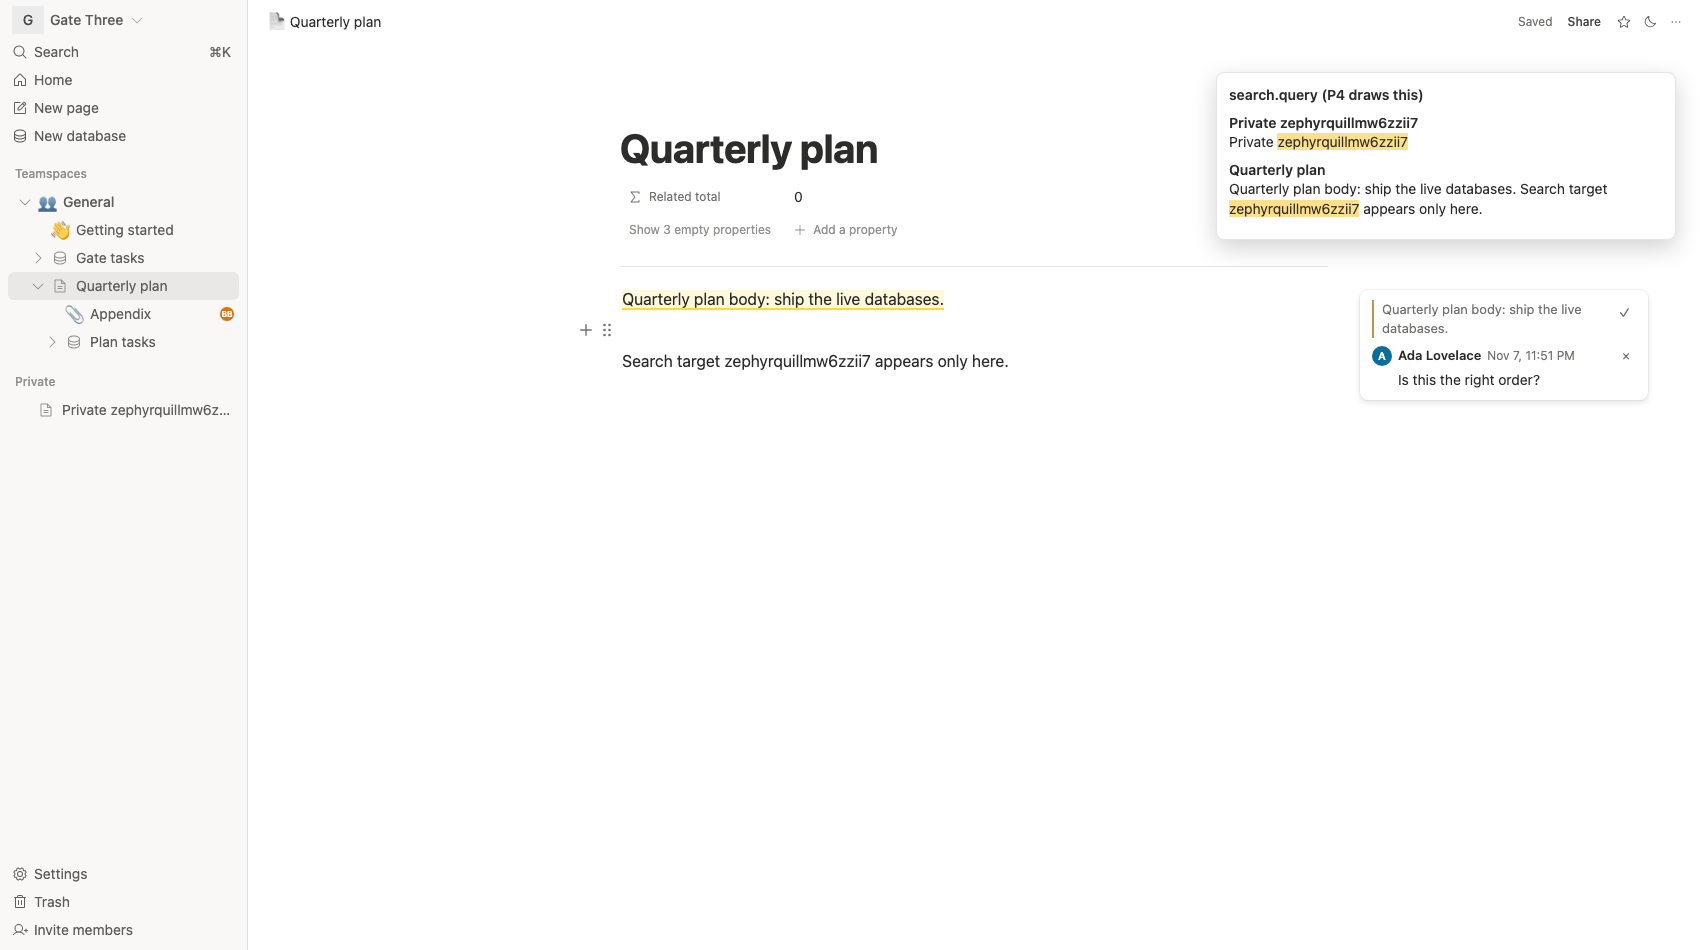 G Gate Three
Search ⌘K
Home
New page
New database
Teamspaces
General
Getting started
Gate tasks
Quarterly plan
Appendix BB
Plan tasks
Private
Private zephyrquillmw6z...
Settings
Trash
Invite members
Quarterly plan
Saved Share
Quarterly plan
Related total 0
Show 3 empty properties Add a property
Quarterly plan body: ship the live databases.
Search target zephyrquillmw6zzii7 appears only here.
search.query (P4 draws this)
Private zephyrquillmw6zzii7
Private zephyrquillmw6zzii7
Quarterly plan
Quarterly plan body: ship the live databases. Search target
zephyrquillmw6zzii7 appears only here.
Quarterly plan body: ship the live
databases.
A Ada Lovelace Nov 7, 11:51 PM
Is this the right order?